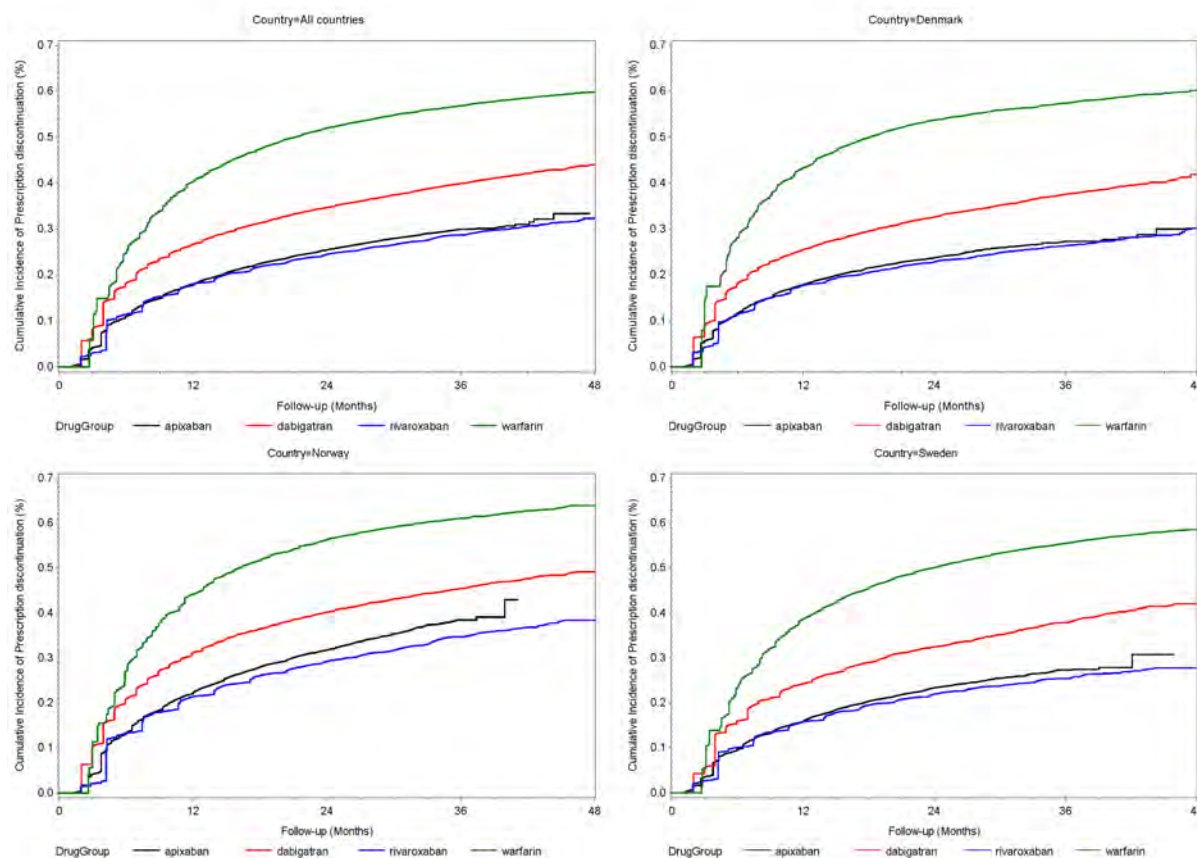 Country=All countries
Cumulative Incidence of Prescription discontinuation (%)
0.7
0.6
0.5
0.4
0.3
0.2
0.1
0.0
0 12 24 36 48
Follow-up (Months)
DrugGroup apixaban dabigatran rivaroxaban warfarin
Country=Denmark
Cumulative Incidence of Prescription discontinuation (%)
0.7
0.6
0.5
0.4
0.3
0.2
0.1
0.0
0 12 24 36
Follow-up (Months)
DrugGroup apixaban dabigatran rivaroxaban warfarin
Country=Norway
Cumulative Incidence of Prescription discontinuation (%)
0.7
0.6
0.5
0.4
0.3
0.2
0.1
0.0
0 12 24 36 48
Follow-up (Months)
DrugGroup apixaban dabigatran rivaroxaban warfarin
Country=Sweden
Cumulative Incidence of Prescription discontinuation (%)
0.7
0.6
0.5
0.4
0.3
0.2
0.1
0.0
0 12 24 36
Follow-up (Months)
DrugGroup apixaban dabigatran rivaroxaban warfarin